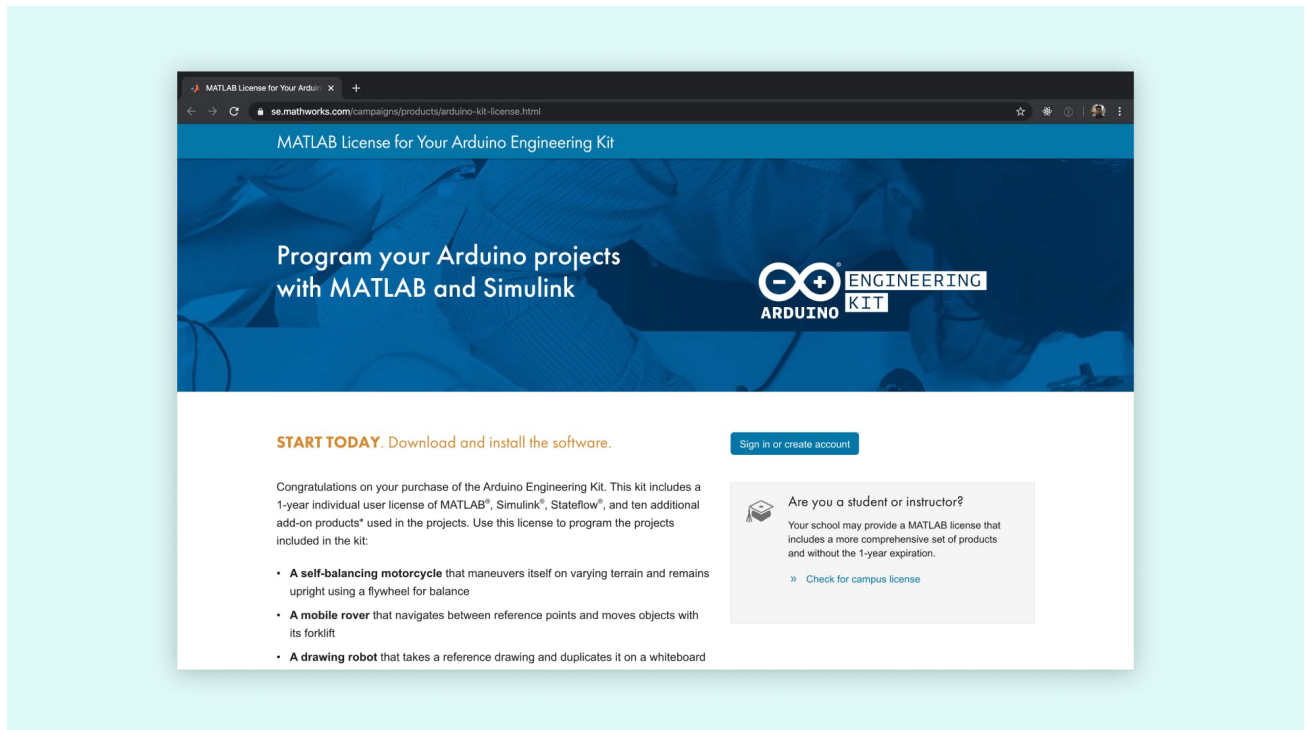 MATLAB License for Your Arduin
se.mathworks.com/campaigns/products/arduino-kit-license.html
MATLAB License for Your Arduino Engineering Kit
Program your Arduino projects
with MATLAB and Simulink
ARDUINO
ENGINEERING
KIT
START TODAY. Download and install the software.
Sign in or create account
Congratulations on your purchase of the Arduino Engineering Kit. This kit includes a
1-year individual user license of MATLAB®, Simulink®, Stateflow®, and ten additional
add-on products* used in the projects. Use this license to program the projects
included in the kit:
• A self-balancing motorcycle that maneuvers itself on varying terrain and remains
upright using a flywheel for balance
• A mobile rover that navigates between reference points and moves objects with
its forklift
• A drawing robot that takes a reference drawing and duplicates it on a whiteboard
Are you a student or instructor?
Your school may provide a MATLAB license that
includes a more comprehensive set of products
and without the 1-year expiration.
» Check for campus license